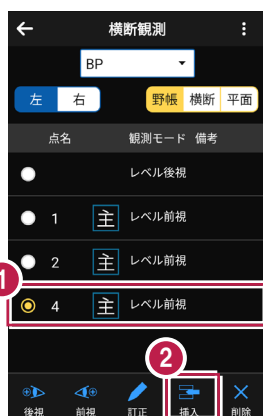 横断観測
BP
左 右 野帳 横断 平面
点名 観測モード 備考
レベル後視
1 主 レベル前視
2 主 レベル前視
1
4 主 レベル前視
2
後視 前視 訂正 挿入 削除